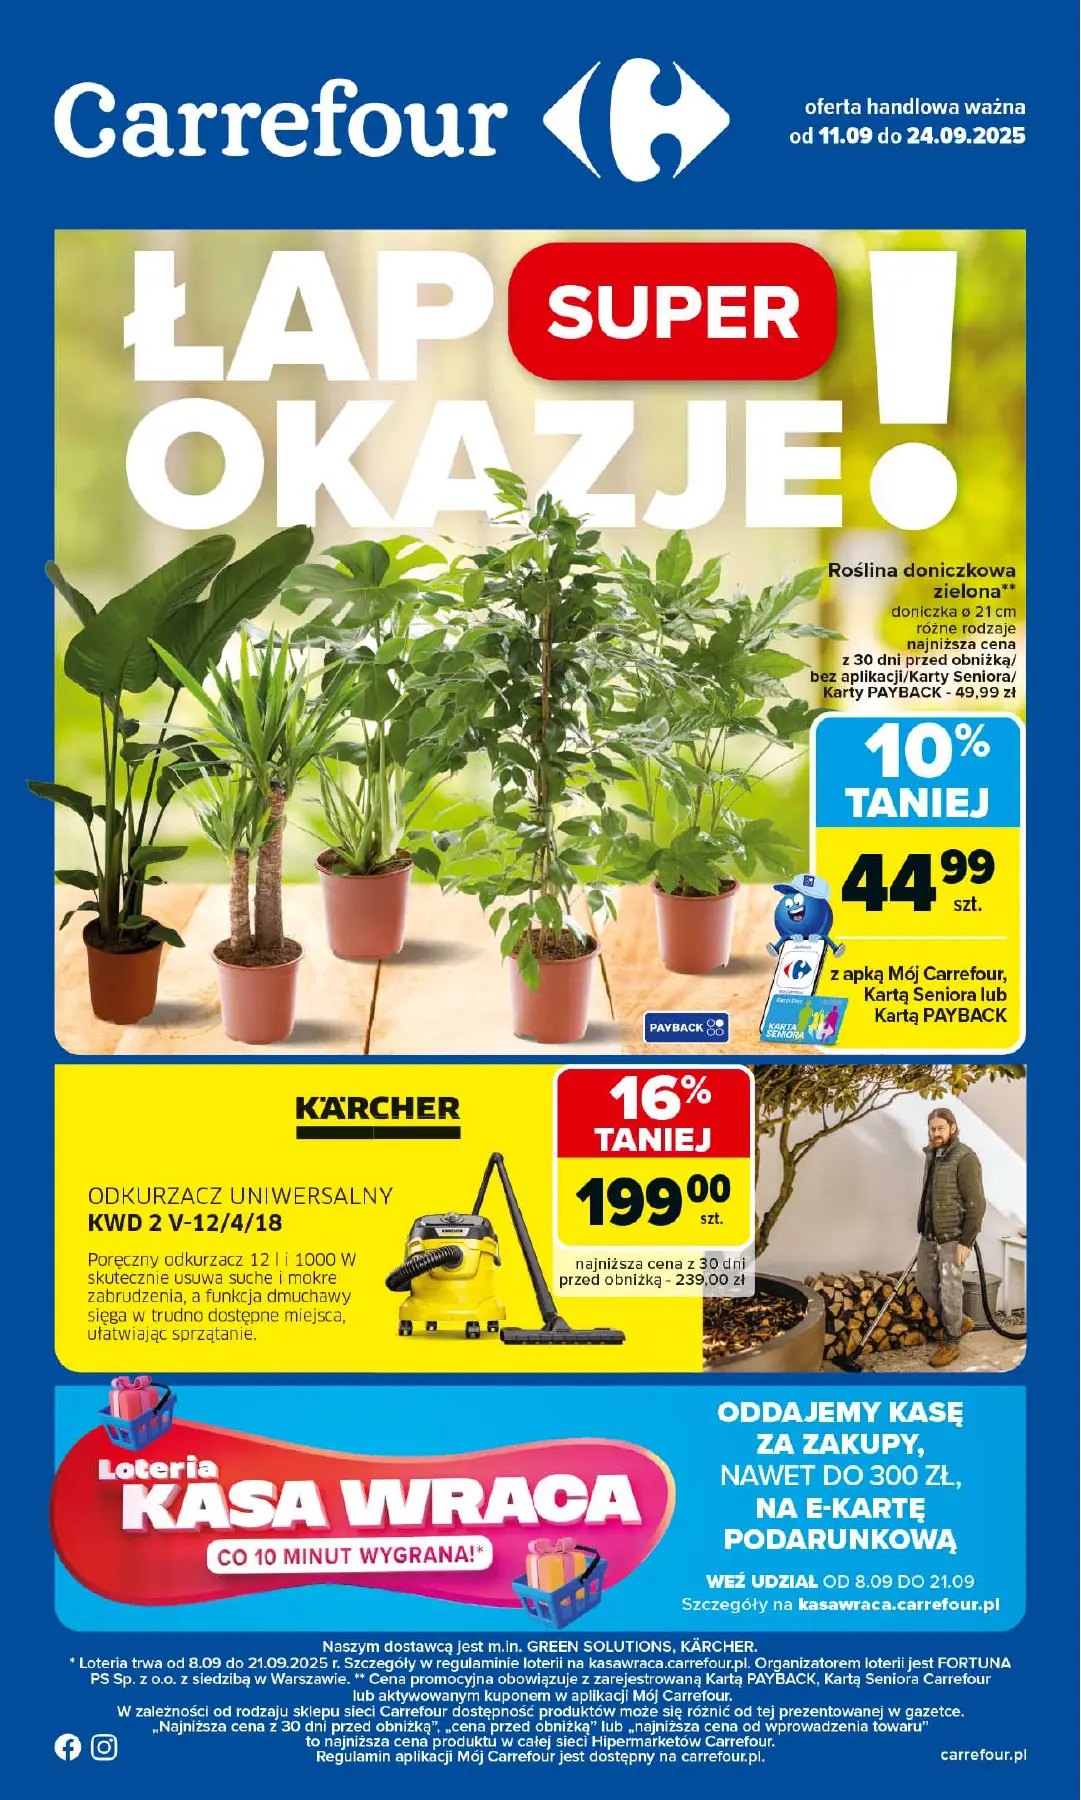 Carrefour
oferta handlowa ważna
od 11.09 do 24.09.2025
ŁAP SUPER
OKAZJE!
Roślina doniczkowa
zielona**
doniczka ø 21 cm
różne rodzaje
najniższa cena
z 30 dni przed obniżką/
bez aplikacji/Karty Seniora/
Karty PAYBACK - 49,99 zł
10%
TANIEJ
44 99
szt.
z apką Mój Carrefour,
Kartą Seniora lub
Kartą PAYBACK
PAYBACK
Carrefour
KARTA
SENIORA
KÄRCHER
ODKURZACZ UNIWERSALNY
KWD 2 V-12/4/18
Poręczny odkurzacz 12 l i 1000 W
skutecznie usuwa suche i mokre
zabrudzenia, a funkcja dmuchawy
sięga w trudno dostępne miejsca,
ułatwiając sprzątanie.
16%
TANIEJ
199 00
szt.
najniższa cena z 30 dni
przed obniżką - 239,00 zł
KÄRCHER
Loteria
KASA WRACA
CO 10 MINUT WYGRANA!*
ODDAJEMY KASĘ
ZA ZAKUPY,
NAWET DO 300 ZŁ,
NA E-KARTĘ
PODARUNKOWĄ
WEŹ UDZIAŁ OD 8.09 DO 21.09
Szczegóły na kasawraca.carrefour.pl
Naszym dostawcą jest m.in. GREEN SOLUTIONS, KÄRCHER.
* Loteria trwa od 8.09 do 21.09.2025 r. Szczegóły w regulaminie loterii na kasawraca.carrefour.pl. Organizatorem loterii jest FORTUNA
PS Sp. z o.o. z siedzibą w Warszawie. ** Cena promocyjna obowiązuje z zarejestrowaną Kartą PAYBACK, Kartą Seniora Carrefour
lub aktywowanym kuponem w aplikacji Mój Carrefour.
W zależności od rodzaju sklepu sieci Carrefour dostępność produktów może się różnić od tej prezentowanej w gazetce.
„Najniższa cena z 30 dni przed obniżką”, „cena przed obniżką” lub „najniższa cena od wprowadzenia towaru”
to najniższa cena produktu w całej sieci Hipermarketów Carrefour.
Regulamin aplikacji Mój Carrefour jest dostępny na carrefour.pl.
carrefour.pl